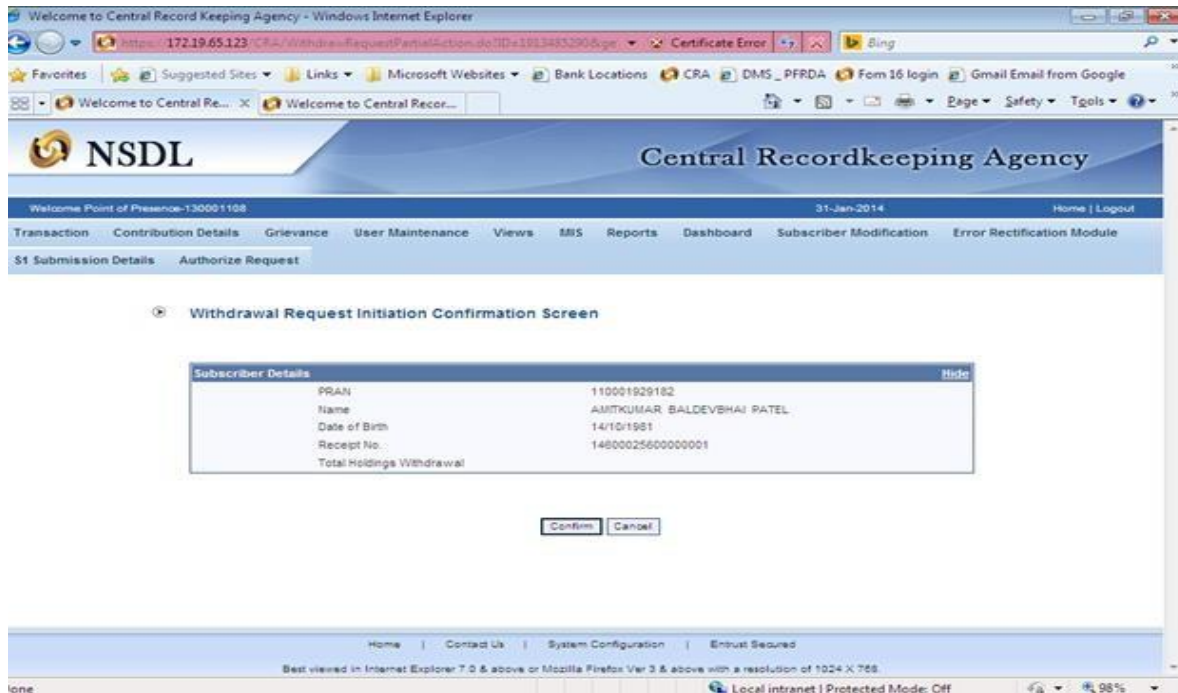 Welcome to Central Record Keeping Agency - Windows Internet Explorer
https://172.19.65.123/CRA/WithdrawRequestPartialAction.do?ID=1913485290&ge Certificate Error Bing
Favorites Suggested Sites Links Microsoft Websites Bank Locations CRA DMS_PFRDA Fom 16 login Gmail Email from Google
Welcome to Central Re... X Welcome to Central Recor... Page Safety Tools
NSDL Central Recordkeeping Agency
Welcome Point of Presence-130001108 31-Jan-2014 Home | Logout
Transaction Contribution Details Grievance User Maintenance Views MIS Reports Dashboard Subscriber Modification Error Rectification Module
S1 Submission Details Authorize Request
Withdrawal Request Initiation Confirmation Screen
Subscriber Details Hide
PRAN 110001929182
Name AMITKUMAR BALDEVBHAI PATEL
Date of Birth 14/10/1981
Receipt No. 14600025600000001
Total Holdings Withdrawal
Confirm Cancel
Home | Contact Us | System Configuration | Entrust Secured
Best viewed in Internet Explorer 7.0 & above or Mozilla Firefox Ver 3 & above with a resolution of 1024 X 768.
Local intranet | Protected Mode: Off 98%